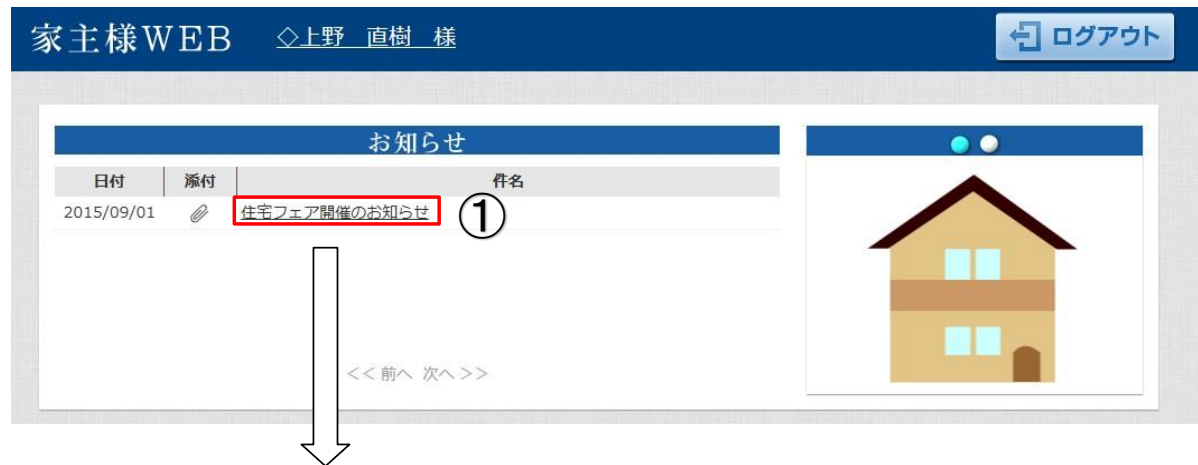 家主様WEB ◇上野 直樹 様 ログアウト
お知らせ
日付 添付 件名
2015/09/01 住宅フェア開催のお知らせ ①
<<前へ 次へ>>